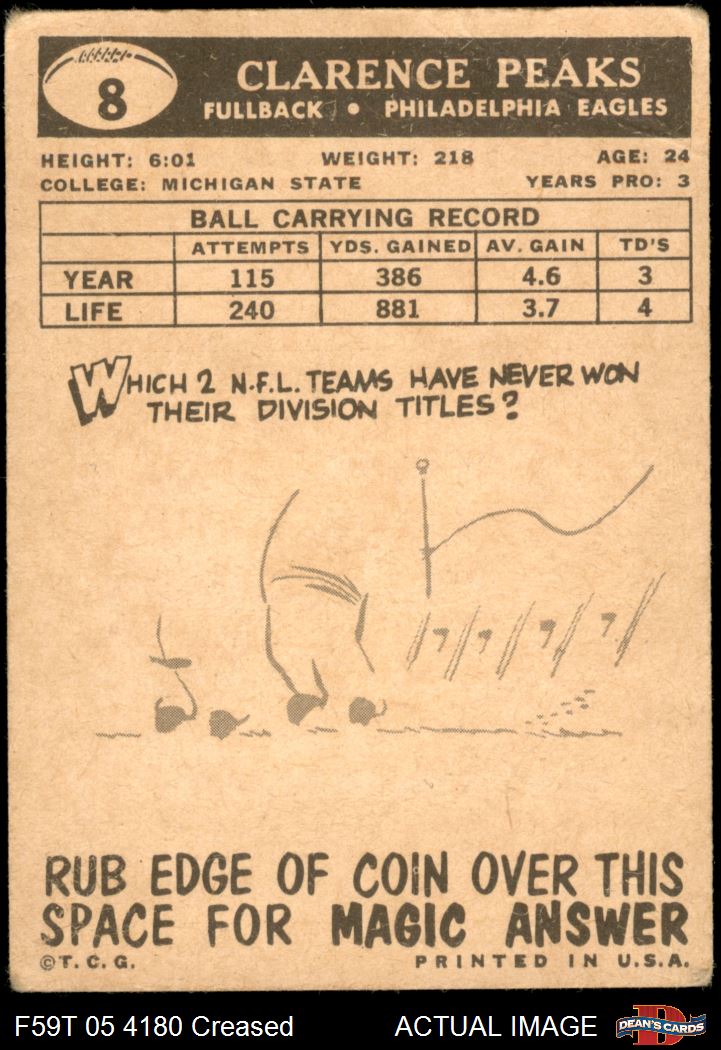 8
CLARENCE PEAKS
FULLBACK • PHILADELPHIA EAGLES
HEIGHT: 6:01 WEIGHT: 218 AGE: 24
COLLEGE: MICHIGAN STATE YEARS PRO: 3
BALL CARRYING RECORD
ATTEMPTS YDS. GAINED AV. GAIN TD'S
YEAR 115 386 4.6 3
LIFE 240 881 3.7 4
WHICH 2 N.F.L. TEAMS HAVE NEVER WON
THEIR DIVISION TITLES?
RUB EDGE OF COIN OVER THIS
SPACE FOR MAGIC ANSWER
©T.C.G. PRINTED IN U.S.A.
F59T 05 4180 Creased ACTUAL IMAGE DEAN'S CARDS